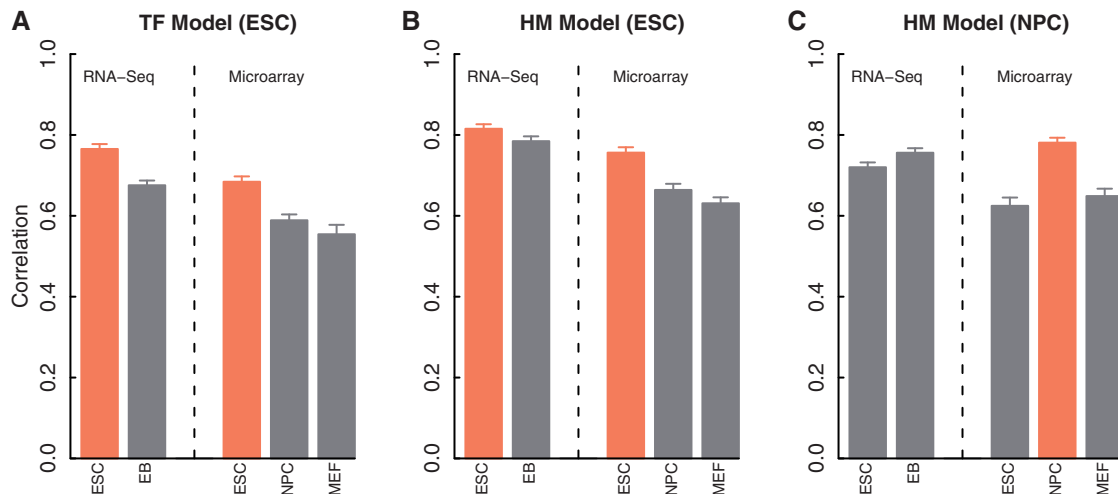 A TF Model (ESC)
RNA−Seq Microarray
Correlation
0.0 0.2 0.4 0.6 0.8 1.0
ESC EB ESC NPC MEF
B HM Model (ESC)
RNA−Seq Microarray
0.0 0.2 0.4 0.6 0.8 1.0
ESC EB ESC NPC MEF
C HM Model (NPC)
RNA−Seq Microarray
0.0 0.2 0.4 0.6 0.8 1.0
ESC EB ESC NPC MEF